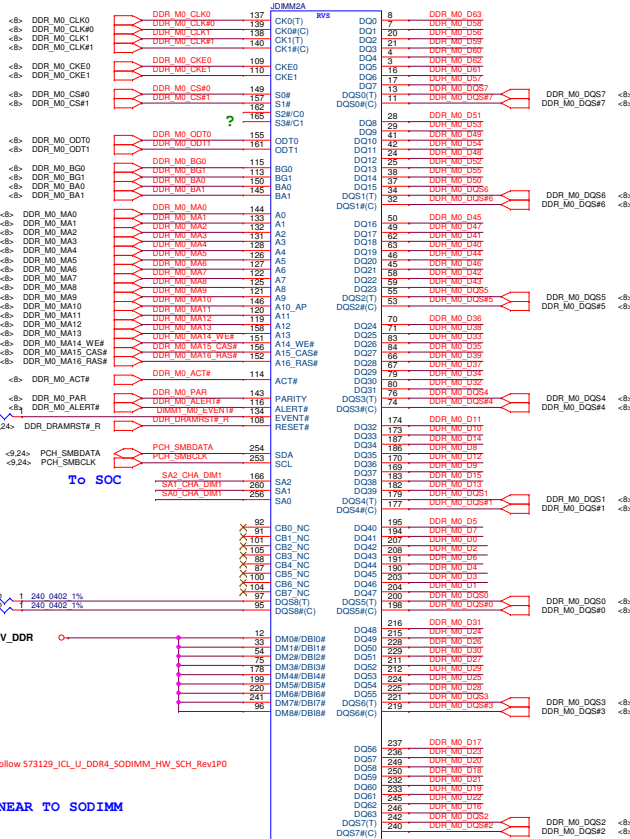 JDIMM2A
RVS
<8> DDR_M0_CLK0 DDR_M0_CLK0 137 CK0(T) DQ0 8 DDR_M0_D63
<8> DDR_M0_CLK#0 DDR_M0_CLK#0 139 CK0#(C) DQ1 7 DDR_M0_D58
<8> DDR_M0_CLK1 DDR_M0_CLK1 138 CK1(T) DQ2 20 DDR_M0_D56
<8> DDR_M0_CLK#1 DDR_M0_CLK#1 140 CK1#(C) DQ3 21 DDR_M0_D59
DQ4 4 DDR_M0_D60
<8> DDR_M0_CKE0 DDR_M0_CKE0 109 CKE0 DQ5 3 DDR_M0_D62
<8> DDR_M0_CKE1 DDR_M0_CKE1 110 CKE1 DQ6 16 DDR_M0_D61
DQ7 17 DDR_M0_D57
<8> DDR_M0_CS#0 DDR_M0_CS#0 149 S0# DQS0(T) 13 DDR_M0_DQS7 DDR_M0_DQS7 <8>
<8> DDR_M0_CS#1 DDR_M0_CS#1 157 S1# DQS0#(C) 11 DDR_M0_DQS#7 DDR_M0_DQS#7 <8>
162 S2#/C0
? 165 S3#/C1 DQ8 28 DDR_M0_D51
DQ9 29 DDR_M0_D53
<8> DDR_M0_ODT0 DDR_M0_ODT0 155 ODT0 DQ10 41 DDR_M0_D49
<8> DDR_M0_ODT1 DDR_M0_ODT1 161 ODT1 DQ11 42 DDR_M0_D54
DQ12 24 DDR_M0_D48
<8> DDR_M0_BG0 DDR_M0_BG0 115 BG0 DQ13 25 DDR_M0_D52
<8> DDR_M0_BG1 DDR_M0_BG1 113 BG1 DQ14 38 DDR_M0_D55
<8> DDR_M0_BA0 DDR_M0_BA0 150 BA0 DQ15 37 DDR_M0_D50
<8> DDR_M0_BA1 DDR_M0_BA1 145 BA1 DQS1(T) 34 DDR_M0_DQS6 DDR_M0_DQS6 <8>
DQS1#(C) 32 DDR_M0_DQS#6 DDR_M0_DQS#6 <8>
<8> DDR_M0_MA0 DDR_M0_MA0 144 A0
<8> DDR_M0_MA1 DDR_M0_MA1 133 A1 DQ16 50 DDR_M0_D45
<8> DDR_M0_MA2 DDR_M0_MA2 132 A2 DQ17 49 DDR_M0_D47
<8> DDR_M0_MA3 DDR_M0_MA3 131 A3 DQ18 62 DDR_M0_D41
<8> DDR_M0_MA4 DDR_M0_MA4 128 A4 DQ19 63 DDR_M0_D40
<8> DDR_M0_MA5 DDR_M0_MA5 126 A5 DQ20 46 DDR_M0_D44
<8> DDR_M0_MA6 DDR_M0_MA6 127 A6 DQ21 45 DDR_M0_D46
<8> DDR_M0_MA7 DDR_M0_MA7 122 A7 DQ22 58 DDR_M0_D42
<8> DDR_M0_MA8 DDR_M0_MA8 125 A8 DQ23 59 DDR_M0_D43
<8> DDR_M0_MA9 DDR_M0_MA9 121 A9 DQS2(T) 55 DDR_M0_DQS5 DDR_M0_DQS5 <8>
<8> DDR_M0_MA10 DDR_M0_MA10 146 A10_AP DQS2#(C) 53 DDR_M0_DQS#5 DDR_M0_DQS#5 <8>
<8> DDR_M0_MA11 DDR_M0_MA11 120 A11
<8> DDR_M0_MA12 DDR_M0_MA12 119 A12 DQ24 70 DDR_M0_D36
<8> DDR_M0_MA13 DDR_M0_MA13 158 A13 DQ25 71 DDR_M0_D38
<8> DDR_M0_MA14_WE# DDR_M0_MA14_WE# 151 A14_WE# DQ26 83 DDR_M0_D33
<8> DDR_M0_MA15_CAS# DDR_M0_MA15_CAS# 156 A15_CAS# DQ27 84 DDR_M0_D35
<8> DDR_M0_MA16_RAS# DDR_M0_MA16_RAS# 152 A16_RAS# DQ28 66 DDR_M0_D39
DQ29 67 DDR_M0_D37
<8> DDR_M0_ACT# DDR_M0_ACT# 114 ACT# DQ30 79 DDR_M0_D34
DQ31 80 DDR_M0_D32
<8> DDR_M0_PAR DDR_M0_PAR 143 PARITY DQS3(T) 76 DDR_M0_DQS4 DDR_M0_DQS4 <8>
<8> DDR_M0_ALERT# DDR_M0_ALERT# 116 ALERT# DQS3#(C) 74 DDR_M0_DQS#4 DDR_M0_DQS#4 <8>
1 DIMM1_M0_EVENT# 134 EVENT#
,24> DDR_DRAMRST#_R DDR_DRAMRST#_R 108 RESET# DQ32 174 DDR_M0_D11
DQ33 173 DDR_M0_D10
<9,24> PCH_SMBDATA PCH_SMBDATA 254 SDA DQ34 187 DDR_M0_D14
<9,24> PCH_SMBCLK PCH_SMBCLK 253 SCL DQ35 186 DDR_M0_D8
DQ36 170 DDR_M0_D12
To SOC SA2_CHA_DIM1 166 SA2 DQ37 169 DDR_M0_D9
SA1_CHA_DIM1 260 SA1 DQ38 183 DDR_M0_D15
SA0_CHA_DIM1 256 SA0 DQ39 182 DDR_M0_D13
DQS4(T) 179 DDR_M0_DQS1 DDR_M0_DQS1 <8>
DQS4#(C) 177 DDR_M0_DQS#1 DDR_M0_DQS#1 <8>
92 CB0_NC DQ40 195 DDR_M0_D5
91 CB1_NC DQ41 194 DDR_M0_D7
101 CB2_NC DQ42 207 DDR_M0_D0
105 CB3_NC DQ43 208 DDR_M0_D2
88 CB4_NC DQ44 191 DDR_M0_D6
87 CB5_NC DQ45 190 DDR_M0_D4
100 CB6_NC DQ46 203 DDR_M0_D3
104 CB7_NC DQ47 204 DDR_M0_D1
1 240_0402_1% 97 DQS8(T) DQS5(T) 200 DDR_M0_DQS0 DDR_M0_DQS0 <8>
1 240_0402_1% 95 DQS8#(C) DQS5#(C) 198 DDR_M0_DQS#0 DDR_M0_DQS#0 <8>
DQ48 216 DDR_M0_D31
V_DDR 12 DM0#/DBI0# DQ49 215 DDR_M0_D24
33 DM1#/DBI1# DQ50 228 DDR_M0_D26
54 DM2#/DBI2# DQ51 229 DDR_M0_D30
75 DM3#/DBI3# DQ52 211 DDR_M0_D27
178 DM4#/DBI4# DQ53 212 DDR_M0_D29
199 DM5#/DBI5# DQ54 224 DDR_M0_D25
220 DM6#/DBI6# DQ55 225 DDR_M0_D28
241 DM7#/DBI7# DQS6(T) 221 DDR_M0_DQS3 DDR_M0_DQS3 <8>
96 DM8#/DBI8# DQS6#(C) 219 DDR_M0_DQS#3 DDR_M0_DQS#3 <8>
DQ56 237 DDR_M0_D17
DQ57 236 DDR_M0_D23
ollow 573129_ICL_U_DDR4_SODIMM_HW_SCH_Rev1P0 DQ58 249 DDR_M0_D20
DQ59 250 DDR_M0_D18
DQ60 232 DDR_M0_D21
DQ61 233 DDR_M0_D19
DQ62 245 DDR_M0_D22
NEAR TO SODIMM DQ63 246 DDR_M0_D16
DQS7(T) 242 DDR_M0_DQS2 DDR_M0_DQS2 <8>
DQS7#(C) 240 DDR_M0_DQS#2 DDR_M0_DQS#2 <8>